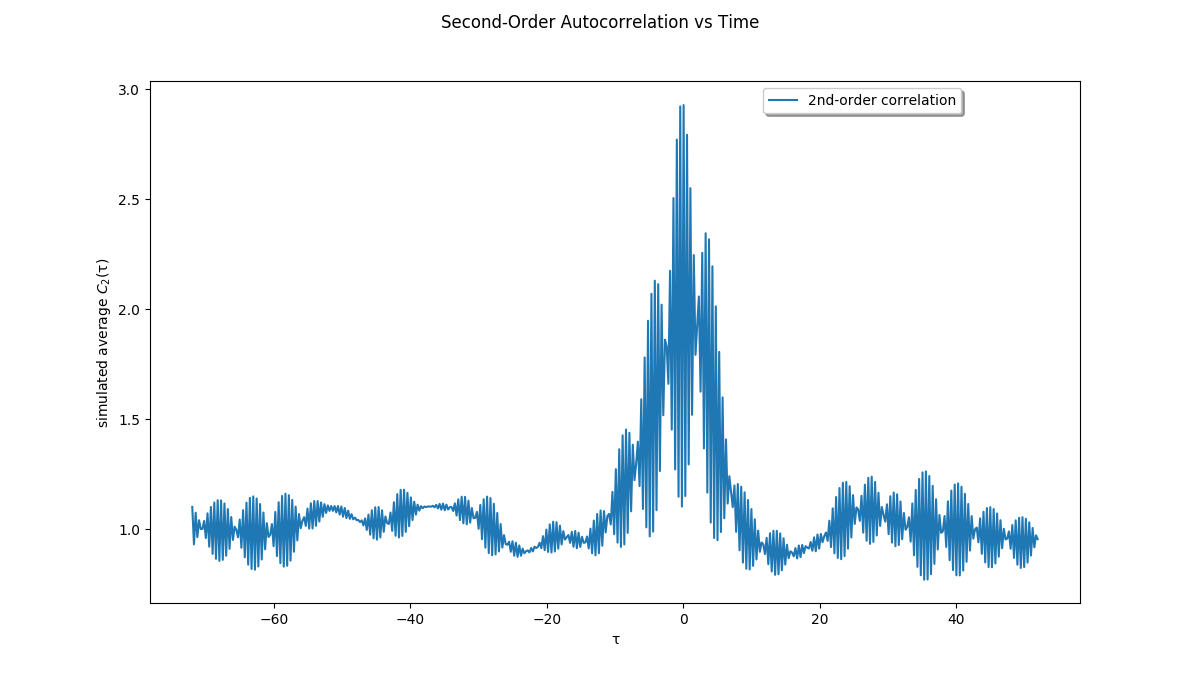 Second-Order Autocorrelation vs Time
2nd-order correlation
simulated average C₂(τ)
3.0
2.5
2.0
1.5
1.0
−60 −40 −20 0 20 40
τ